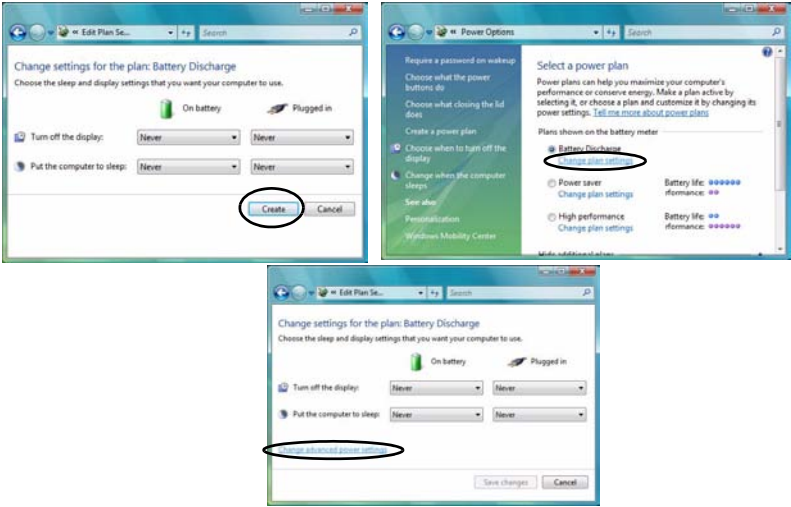 Edit Plan Se...
Search
Change settings for the plan: Battery Discharge
Choose the sleep and display settings that you want your computer to use.
On battery
Plugged in
Turn off the display:
Never
Never
Put the computer to sleep:
Never
Never
Create
Cancel
Power Options
Search
Require a password on wakeup
Choose what the power
buttons do
Choose what closing the lid
does
Create a power plan
Choose when to turn off the
display
Change when the computer
sleeps
See also
Personalization
Windows Mobility Center
Select a power plan
Power plans can help you maximize your computer's
performance or conserve energy. Make a plan active by
selecting it, or choose a plan and customize it by changing its
power settings. Tell me more about power plans
Plans shown on the battery meter
Battery Discharge
Change plan settings
Power saver
Battery life:
Change plan settings
rformance:
High performance
Battery life:
Change plan settings
rformance:
Hide additional plans
Edit Plan Se...
Search
Change settings for the plan: Battery Discharge
Choose the sleep and display settings that you want your computer to use.
On battery
Plugged in
Turn off the display:
Never
Never
Put the computer to sleep:
Never
Never
Change advanced power settings
Save changes
Cancel